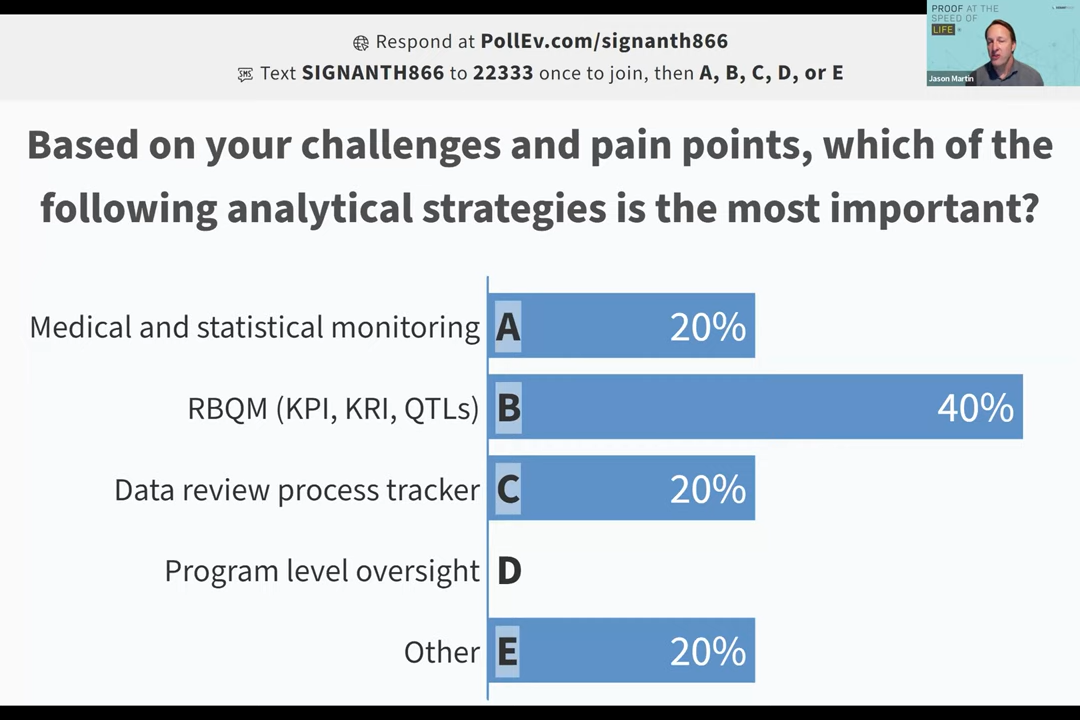 Respond at PollEv.com/signanth866
Text SIGNANTH866 to 22333 once to join, then A, B, C, D, or E
PROOF AT THE
SPEED OF
LIFE
Jason Martin
Based on your challenges and pain points, which of the
following analytical strategies is the most important?
Medical and statistical monitoring A 20%
RBQM (KPI, KRI, QTLs) B 40%
Data review process tracker C 20%
Program level oversight D
Other E 20%